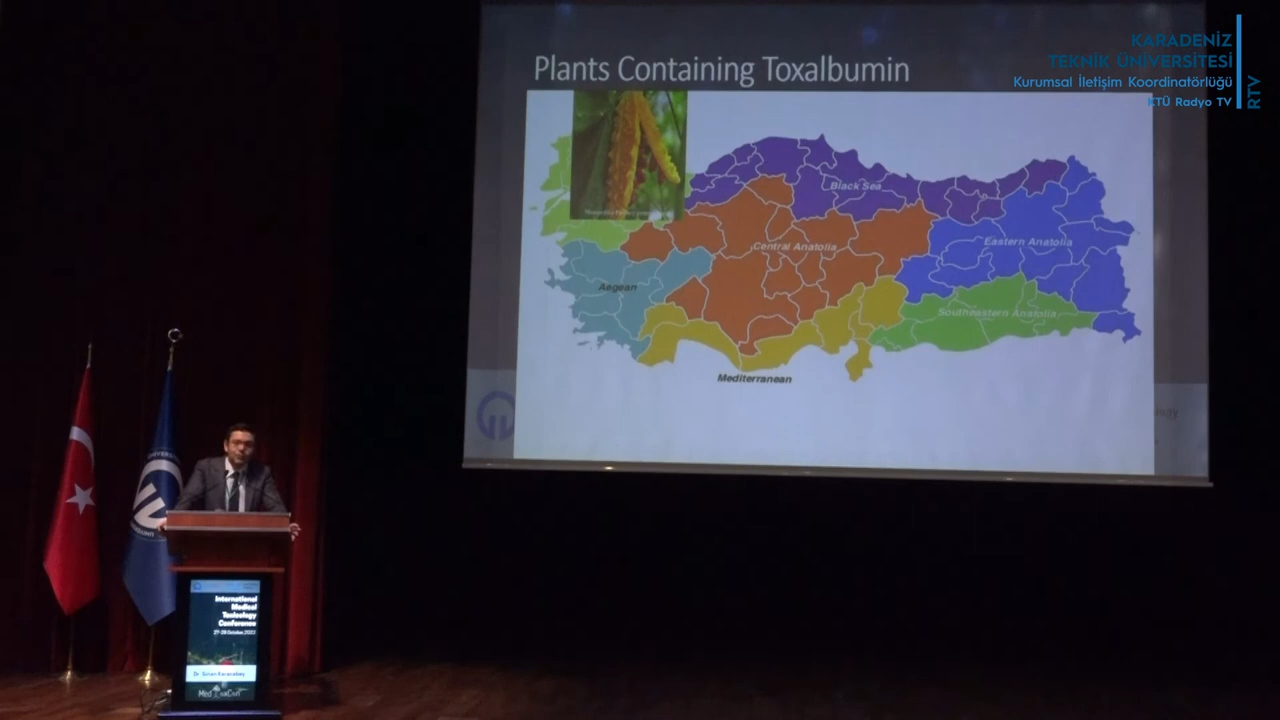 Plants Containing Toxalbumin
KARADENİZ
TEKNİK ÜNİVERSİTESİ
Kurumsal İletişim Koordinatörlüğü
KTÜ Radyo TV
RTV
Black Sea
Central Anatolia
Eastern Anatolia
Aegean
Southeastern Anatolia
Mediterranean
International
Medical
Toxicology
Conference